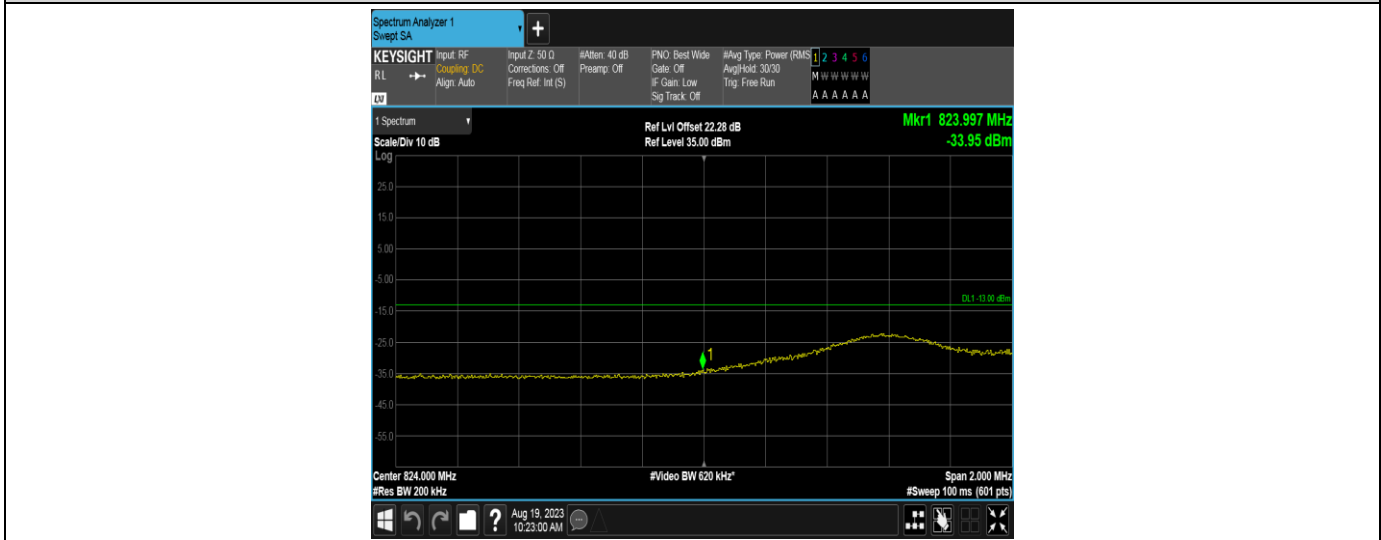 Spectrum Analyzer 1
Swept SA
KEYSIGHT
RL
LXI
Input: RF
Coupling: DC
Align: Auto
Input Z: 50 Ω
Corrections: Off
Freq Ref: Int (S)
#Atten: 40 dB
Preamp: Off
PNO: Best Wide
Gate: Off
IF Gain: Low
Sig Track: Off
#Avg Type: Power (RMS
Avg|Hold: 30/30
Trig: Free Run
1 2 3 4 5 6
M W W W W W
A A A A A A
1 Spectrum
Scale/Div 10 dB
Log
Ref Lvl Offset 22.28 dB
Ref Level 35.00 dBm
Mkr1 823.997 MHz
-33.95 dBm
25.0
15.0
5.00
-5.00
DL1 -13.00 dBm
-15.0
-25.0
1
-35.0
-45.0
-55.0
Center 824.000 MHz
#Res BW 200 kHz
#Video BW 620 kHz*
Span 2.000 MHz
#Sweep 100 ms (601 pts)
?
Aug 19, 2023
10:23:00 AM